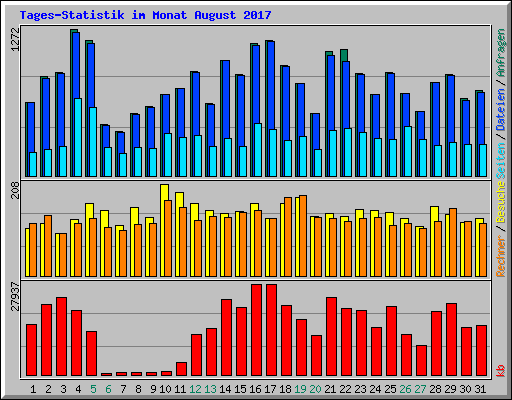 Tages-Statistik im Monat August 2017
1272
208
27937
Rechner / Besuche Seiten / Dateien / Anfragen
kb
1 2 3 4 5 6 7 8 9 10 11 12 13 14 15 16 17 18 19 20 21 22 23 24 25 26 27 28 29 30 31